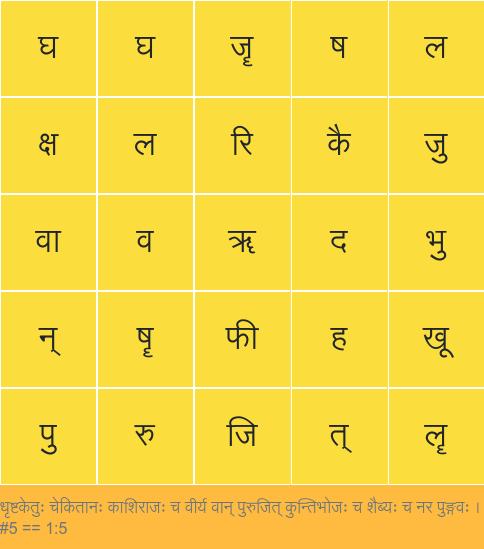 घ घ जॄ ष ल
क्ष ल रि कै जु
वा व ॠ द भु
न् षॄ फी ह खू
पु रु जि त् लॄ
धृष्टकेतुः चेकितानः काशिराजः च वीर्य वान् पुरुजित् कुन्तिभोजः च शैब्यः च नर पुङ्गवः ।
#5 == 1:5